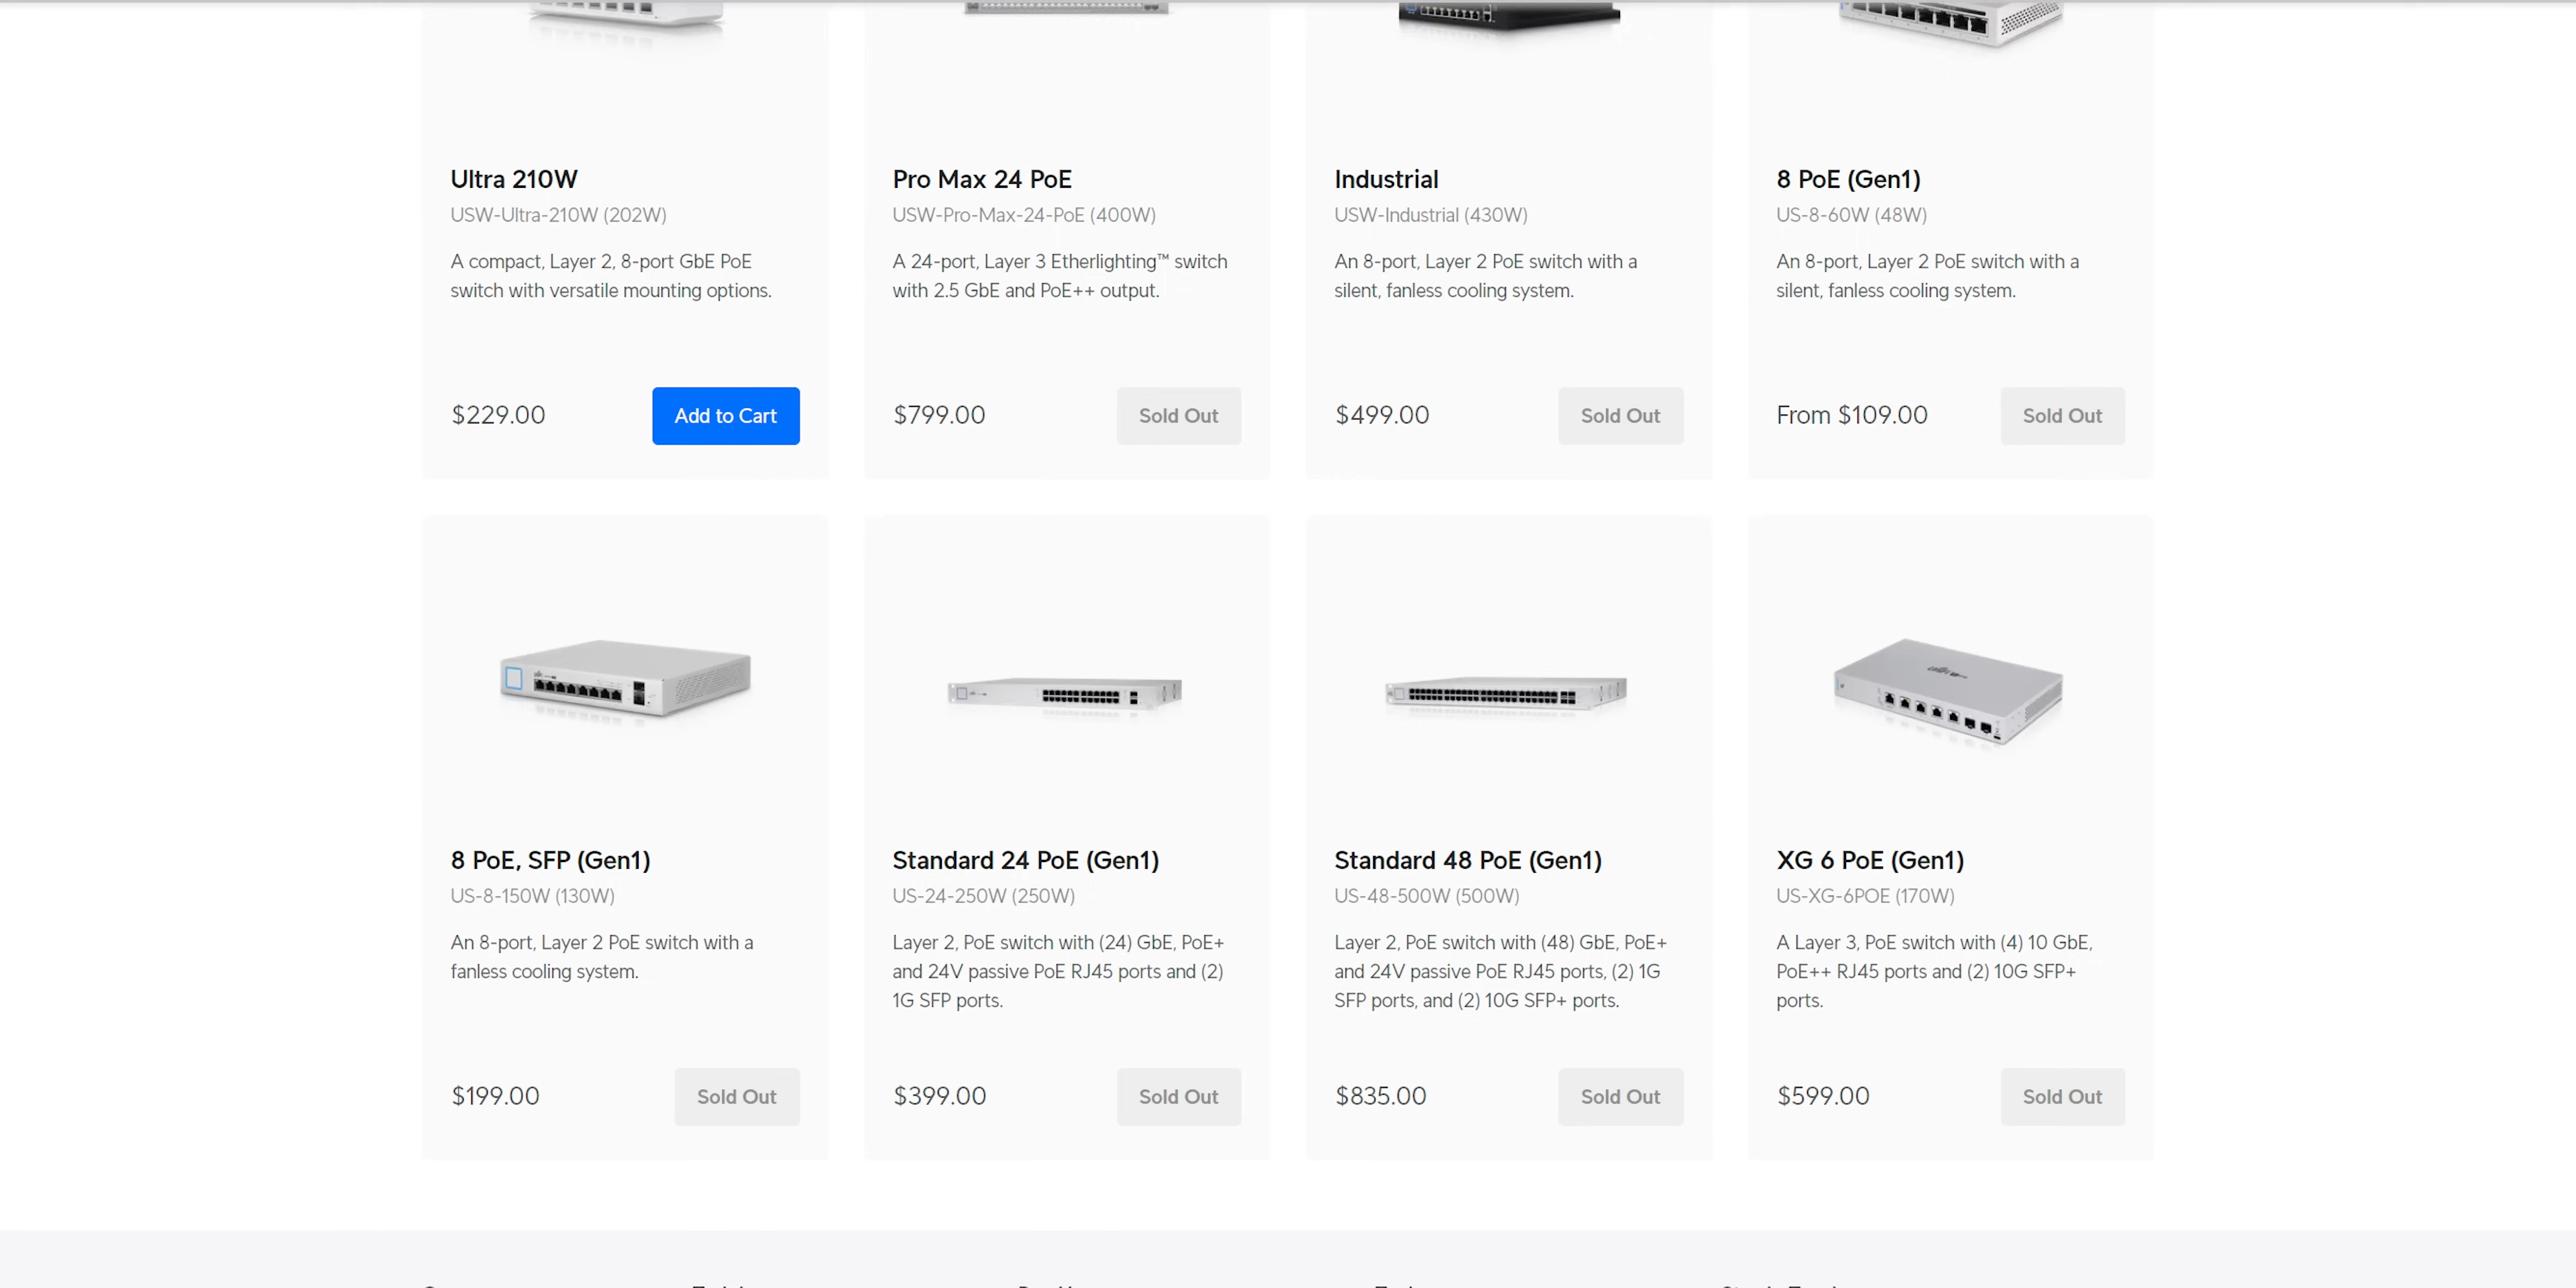 Ultra 210W
USW-Ultra-210W (202W)
A compact, Layer 2, 8-port GbE PoE
switch with versatile mounting options.
$229.00
Add to Cart
Pro Max 24 PoE
USW-Pro-Max-24-PoE (400W)
A 24-port, Layer 3 Etherlighting™ switch
with 2.5 GbE and PoE++ output.
$799.00
Sold Out
Industrial
USW-Industrial (430W)
An 8-port, Layer 2 PoE switch with a
silent, fanless cooling system.
$499.00
Sold Out
8 PoE (Gen1)
US-8-60W (48W)
An 8-port, Layer 2 PoE switch with a
silent, fanless cooling system.
From $109.00
Sold Out
8 PoE, SFP (Gen1)
US-8-150W (130W)
An 8-port, Layer 2 PoE switch with a
fanless cooling system.
$199.00
Sold Out
Standard 24 PoE (Gen1)
US-24-250W (250W)
Layer 2, PoE switch with (24) GbE, PoE+
and 24V passive PoE RJ45 ports and (2)
1G SFP ports.
$399.00
Sold Out
Standard 48 PoE (Gen1)
US-48-500W (500W)
Layer 2, PoE switch with (48) GbE, PoE+
and 24V passive PoE RJ45 ports, (2) 1G
SFP ports, and (2) 10G SFP+ ports.
$835.00
Sold Out
XG 6 PoE (Gen1)
US-XG-6POE (170W)
A Layer 3, PoE switch with (4) 10 GbE,
PoE++ RJ45 ports and (2) 10G SFP+
ports.
$599.00
Sold Out